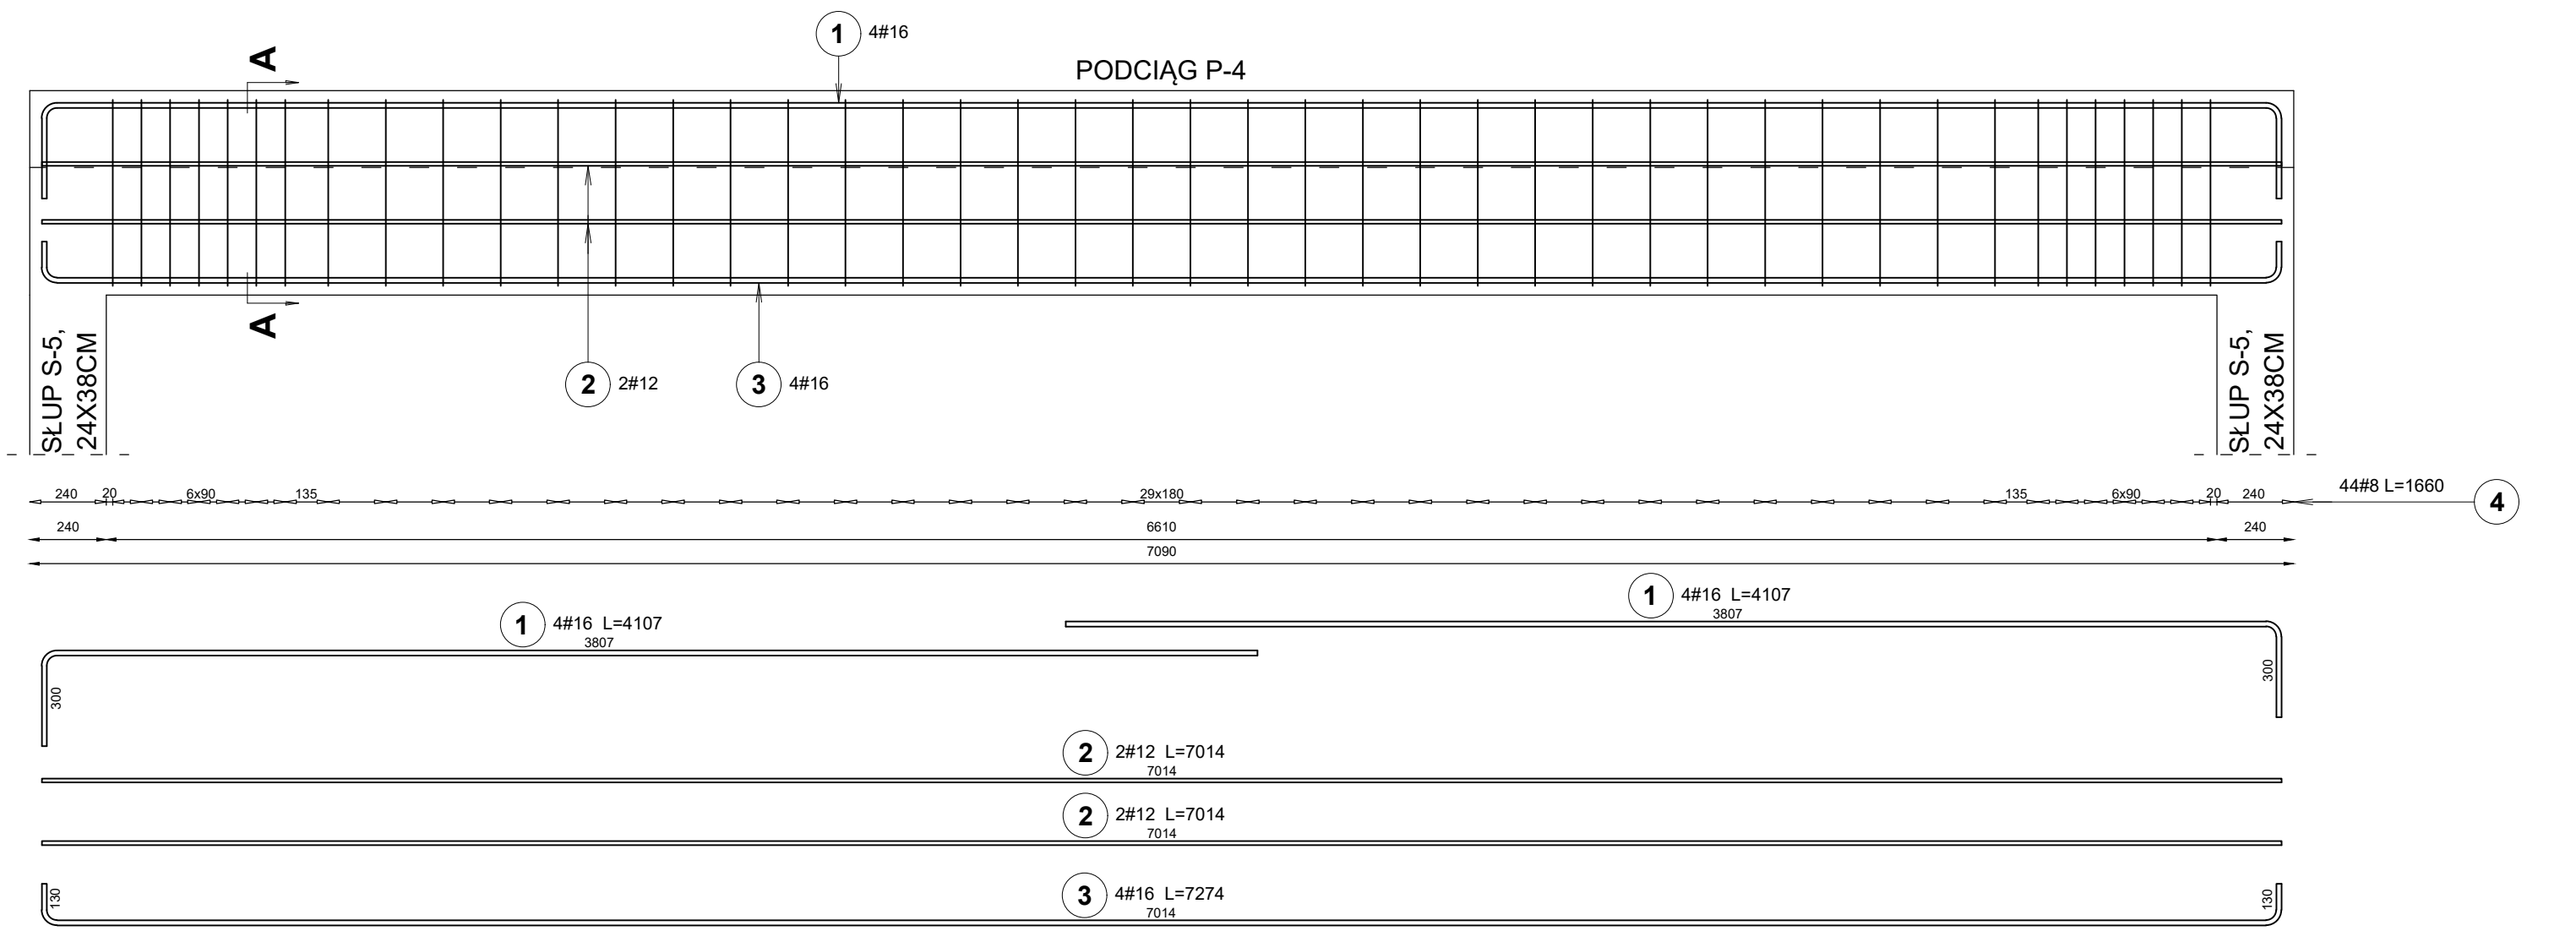 1 4#16
A
PODCIĄG P-4
A
2 2#12
3 4#16
SŁUP S-5,
24X38CM
SŁUP S-5,
24X38CM
240 20 6x90 135 29x180 135 6x90 20 240
44#8 L=1660 4
240 6610 240
7090
1 4#16 L=4107
3807
1 4#16 L=4107
3807
300
300
2 2#12 L=7014
7014
2 2#12 L=7014
7014
3 4#16 L=7274
7014
130
130